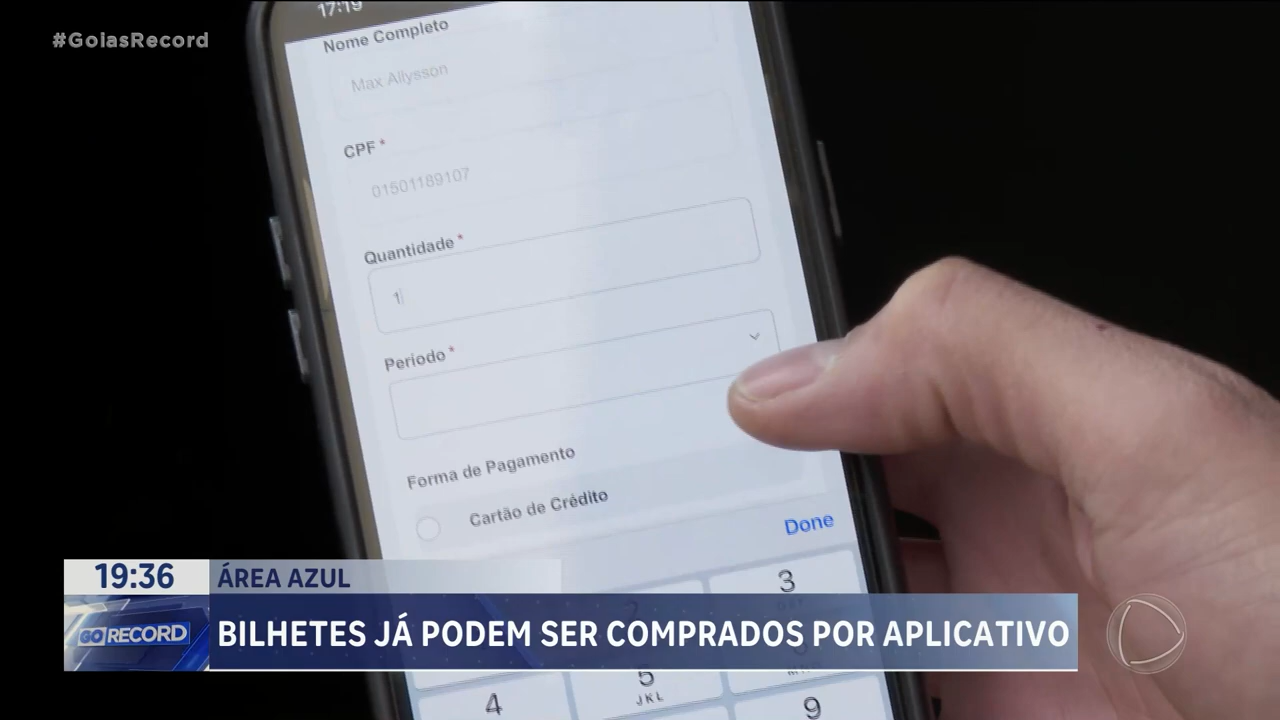 #GoiasRecord
17:19
Nome Completo
Max Allysson
CPF *
01501189107
Quantidade *
1
Periodo *
Forma de Pagamento
Cartão de Crédito
Done
3
19:36
ÁREA AZUL
GO RECORD
BILHETES JÁ PODEM SER COMPRADOS POR APLICATIVO
4
5
JKL
9